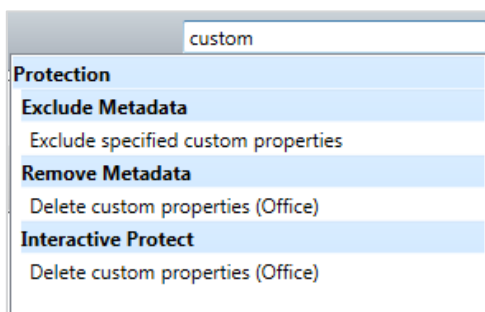 custom
Protection
Exclude Metadata
Exclude specified custom properties
Remove Metadata
Delete custom properties (Office)
Interactive Protect
Delete custom properties (Office)